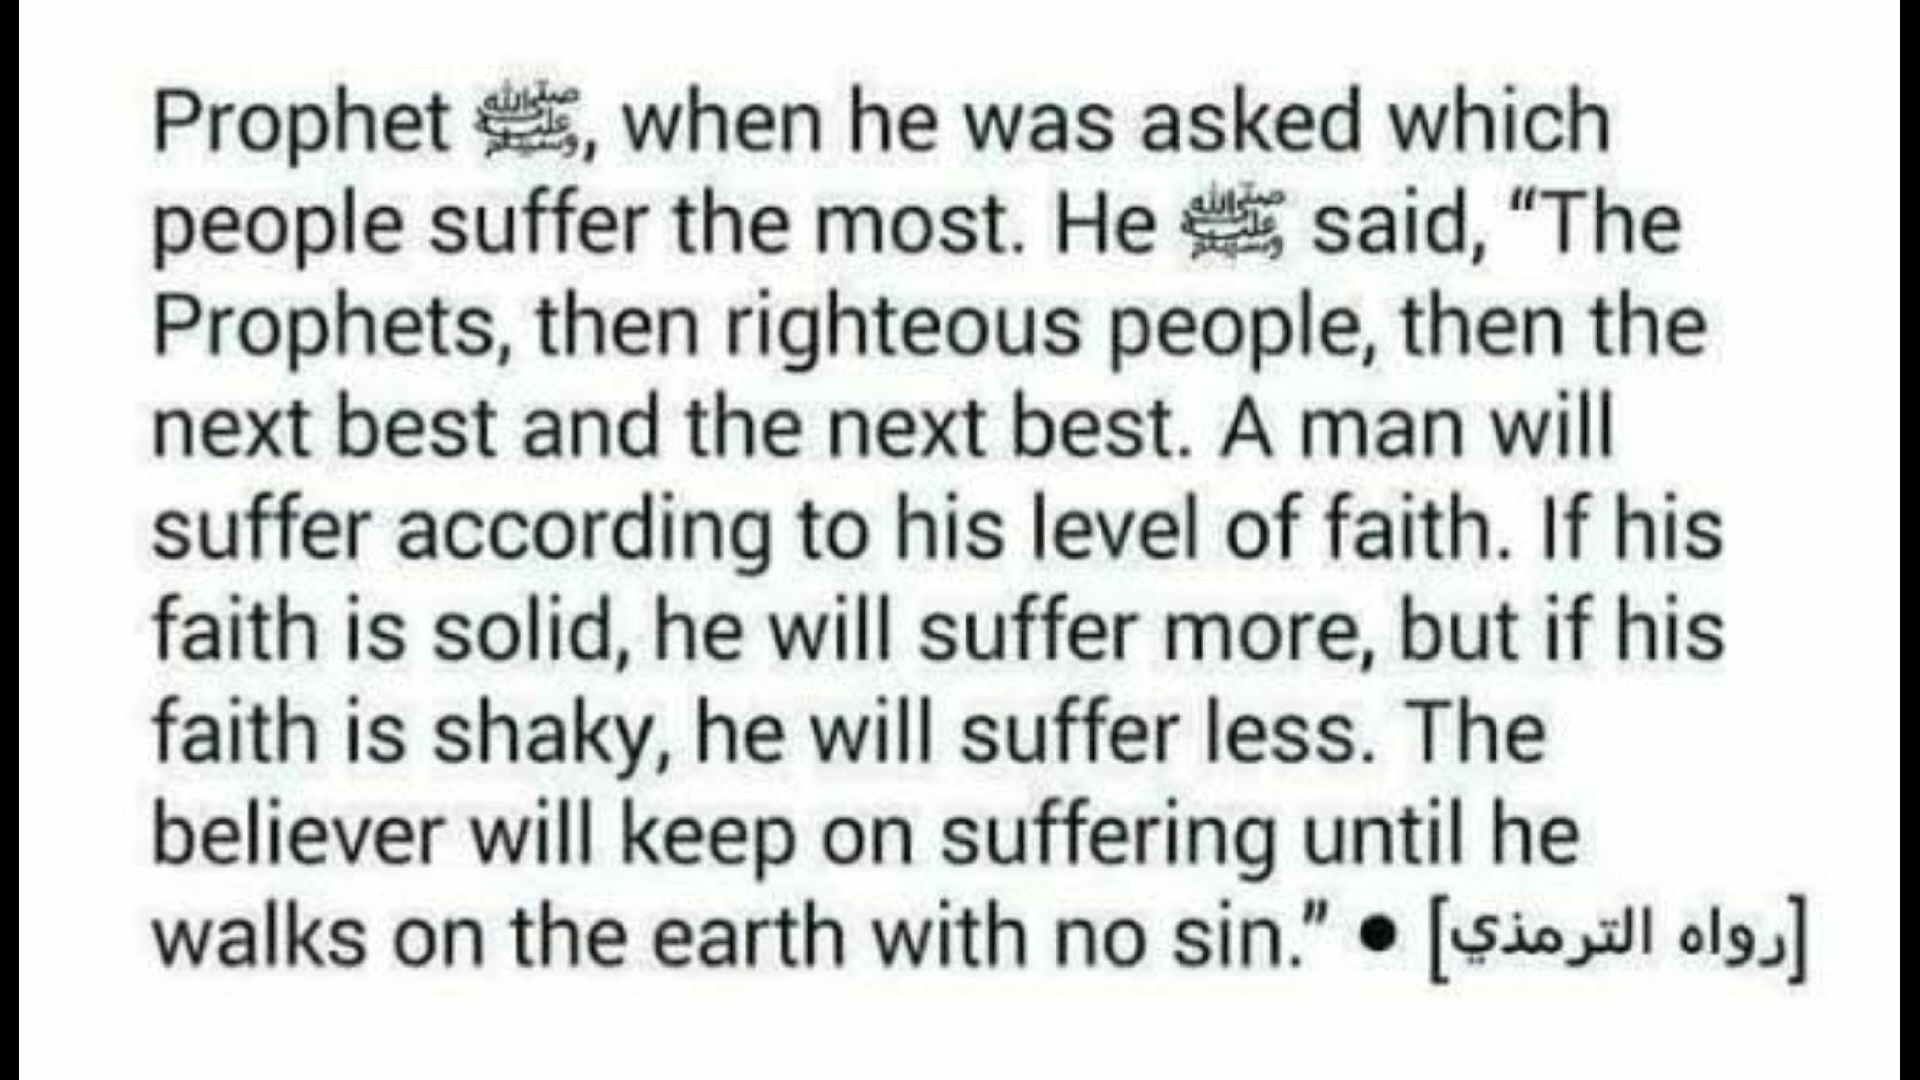 Prophet ﷺ, when he was asked which
people suffer the most. He ﷺ said, “The
Prophets, then righteous people, then the
next best and the next best. A man will
suffer according to his level of faith. If his
faith is solid, he will suffer more, but if his
faith is shaky, he will suffer less. The
believer will keep on suffering until he
walks on the earth with no sin.” ● [رواه الترمذي]